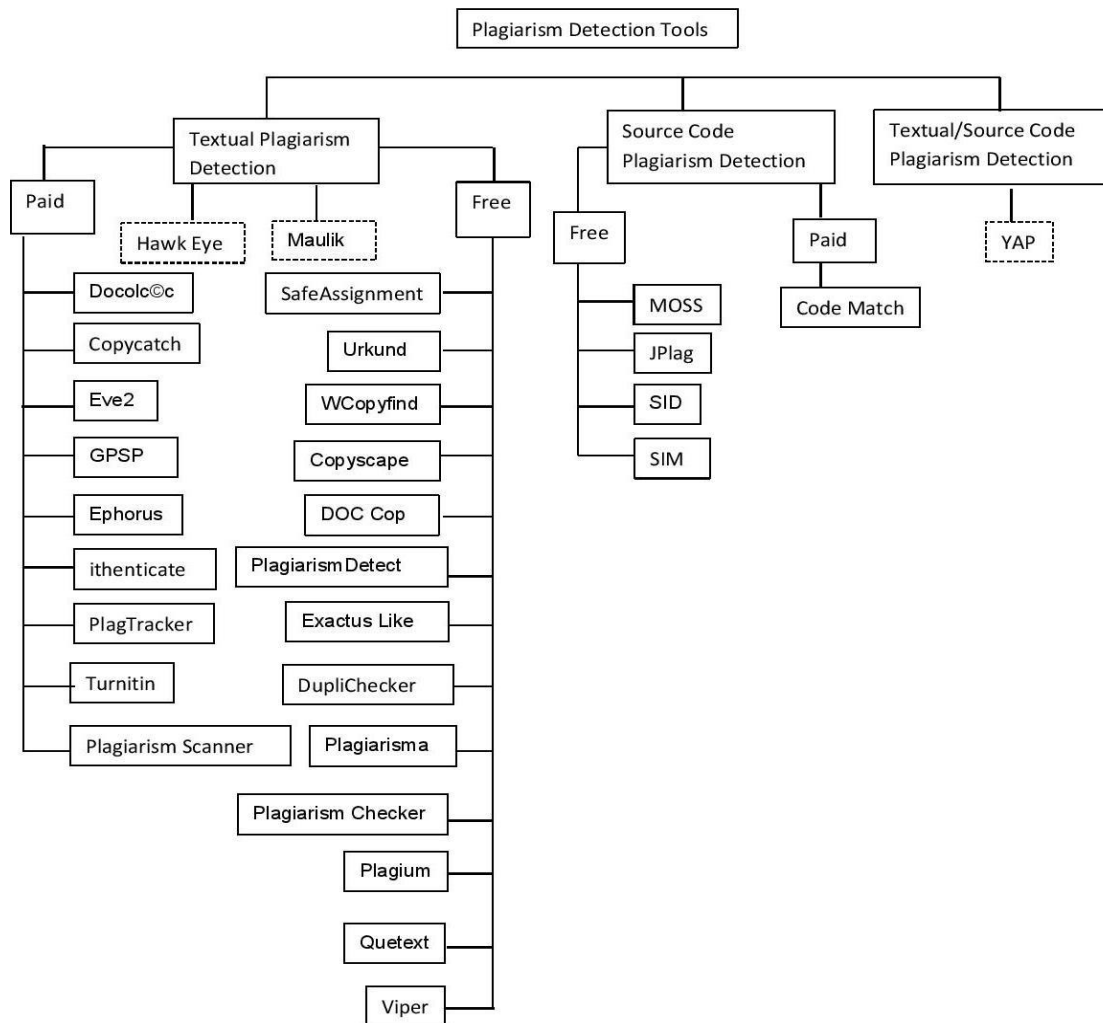 Plagiarism Detection Tools
Textual Plagiarism
Detection
Source Code
Plagiarism Detection
Textual/Source Code
Plagiarism Detection
Paid
Hawk Eye
Maulik
Free
Free
Paid
YAP
Docolc©c
Copycatch
Eve2
GPSP
Ephorus
ithenticate
PlagTracker
Turnitin
Plagiarism Scanner
SafeAssignment
Urkund
WCopyfind
Copyscape
DOC Cop
PlagiarismDetect
Exactus Like
DupliChecker
Plagiarisma
Plagiarism Checker
Plagium
Quetext
Viper
MOSS
JPlag
SID
SIM
Code Match